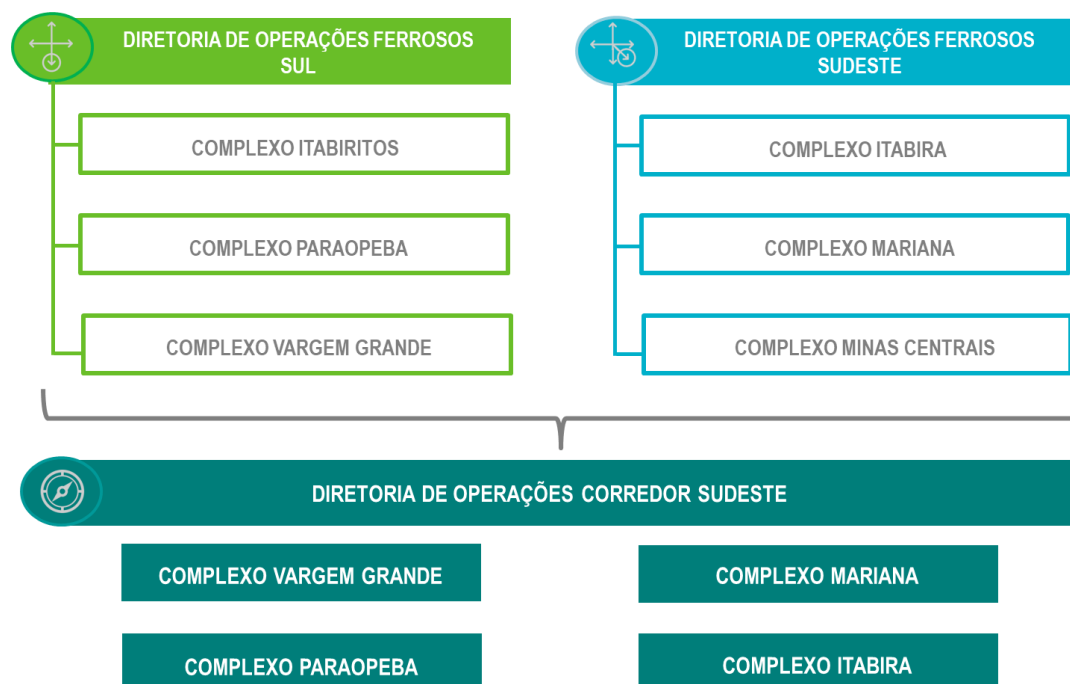 DIRETORIA DE OPERAÇÕES FERROSOS
SUL
COMPLEXO ITABIRITOS
COMPLEXO PARAOPEBA
COMPLEXO VARGEM GRANDE
DIRETORIA DE OPERAÇÕES FERROSOS
SUDESTE
COMPLEXO ITABIRA
COMPLEXO MARIANA
COMPLEXO MINAS CENTRAIS
DIRETORIA DE OPERAÇÕES CORREDOR SUDESTE
COMPLEXO VARGEM GRANDE
COMPLEXO MARIANA
COMPLEXO PARAOPEBA
COMPLEXO ITABIRA